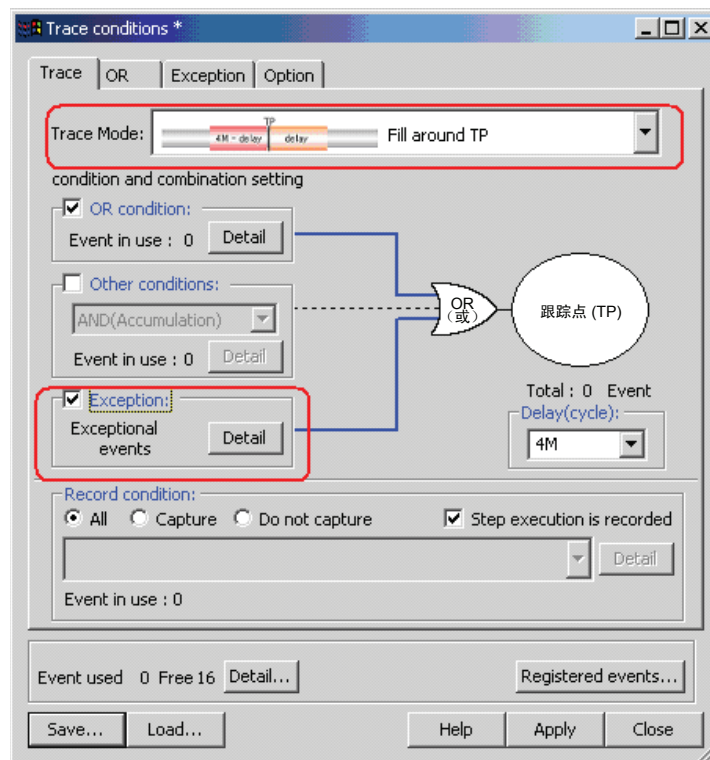 Trace conditions *
Trace OR Exception Option
Trace Mode: 4M - delay TP delay Fill around TP
condition and combination setting
OR condition:
Event in use : 0 Detail
Other conditions:
AND(Accumulation)
Event in use : 0 Detail
Exception:
Exceptional events Detail
OR
(或)
跟踪点 (TP)
Total : 0 Event
Delay(cycle):
4M
Record condition:
All Capture Do not capture Step execution is recorded
Detail
Event in use : 0
Event used 0 Free 16 Detail... Registered events...
Save... Load... Help Apply Close